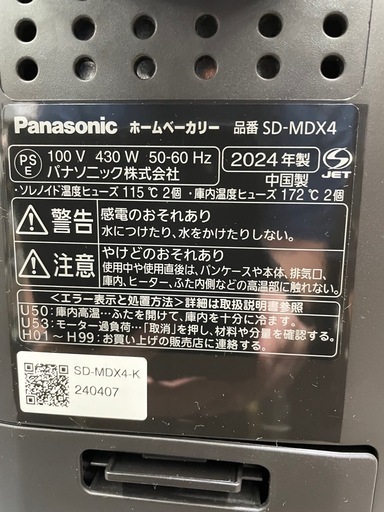 Panasonic ホームベーカリー 品番 SD-MDX4
PS E 100 V 430 W 50-60 Hz
パナソニック株式会社
2024年製
中国製
S JET
・ソレノイド温度ヒューズ 115℃ 2個 ・庫内温度ヒューズ 172℃ 2個
警告 感電のおそれあり
水につけたり、水をかけたりしない。
注意 やけどのおそれあり
使用中や使用直後は、パンケースや本体、排気口、
庫内、ヒーター、ふた内側などの高温部に触れない。
＜エラー表示と処置方法＞詳細は取扱説明書参照
U50：庫内高温…ふたを開けて、庫内を十分に冷ます。
U53：モーター過負荷…「取消」を押し、材料や分量を確認する。
H01～H99：お買い上げの販売店に連絡する。
SD-MDX4-K
240407